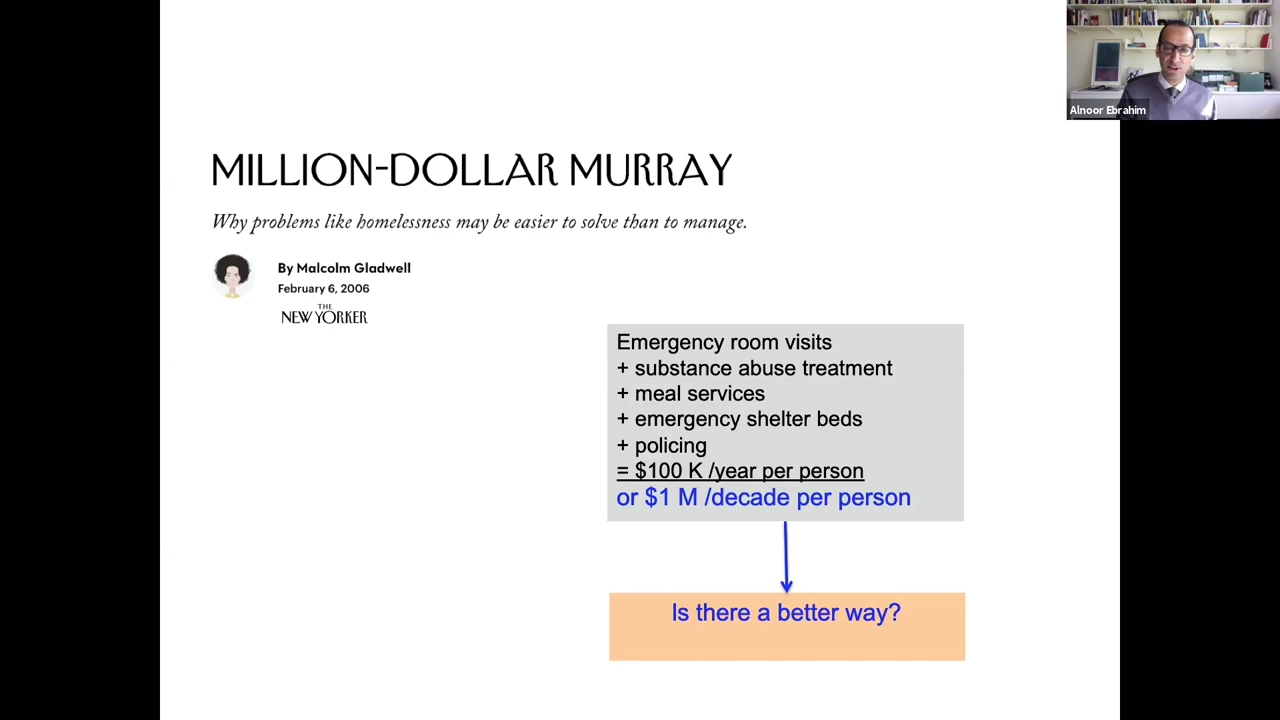 Alnoor Ebrahim
MILLION-DOLLAR MURRAY
Why problems like homelessness may be easier to solve than to manage.
By Malcolm Gladwell
February 6, 2006
THE
NEW YORKER
Emergency room visits
+ substance abuse treatment
+ meal services
+ emergency shelter beds
+ policing
= $100 K /year per person
or $1 M /decade per person
Is there a better way?